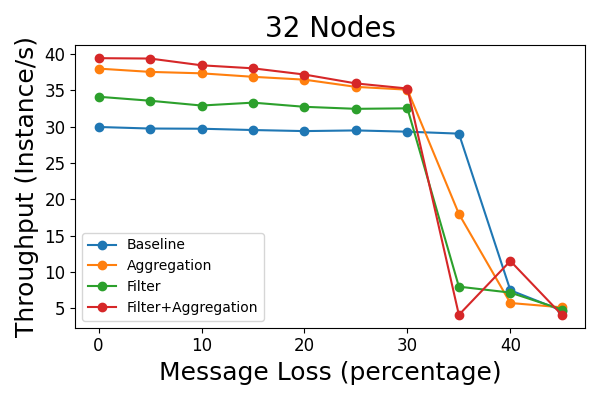 32 Nodes
Throughput (Instance/s)
40
35
30
25
20
15
10
5
Baseline
Aggregation
Filter
Filter+Aggregation
0 10 20 30 40
Message Loss (percentage)